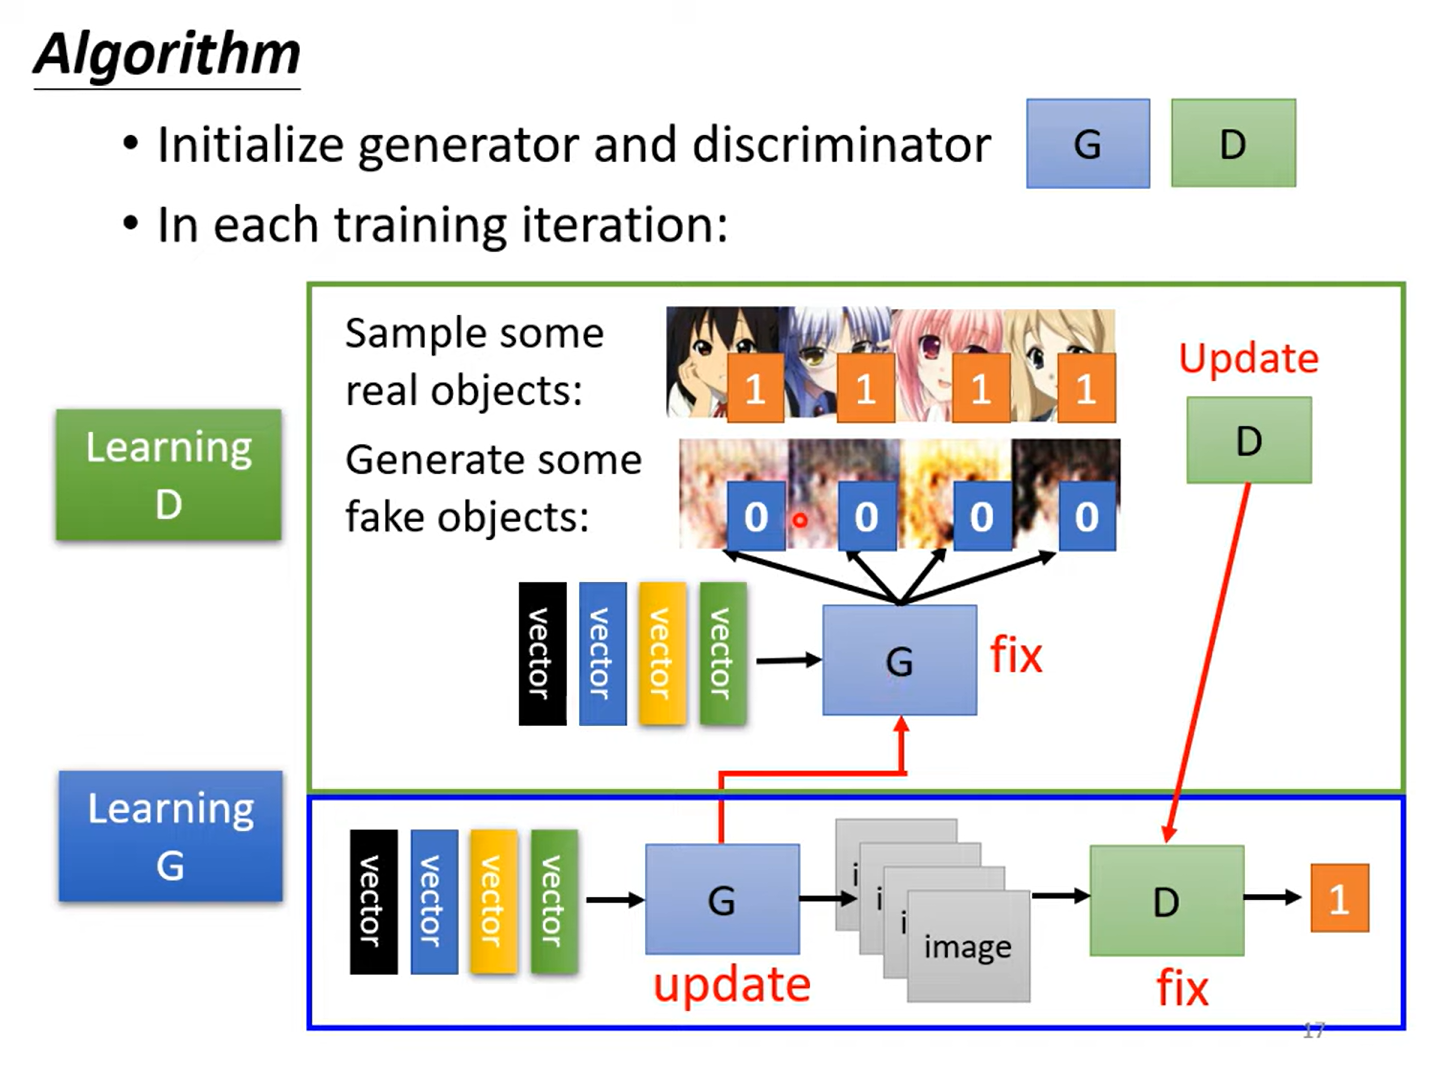 Algorithm
• Initialize generator and discriminator
G
D
• In each training iteration:
Learning
D
Sample some
real objects:
1
1
1
1
Update
D
Generate some
fake objects:
0
0
0
0
vector
vector
vector
vector
G
fix
Learning
G
vector
vector
vector
vector
G
update
i
i
i
image
D
fix
1
17